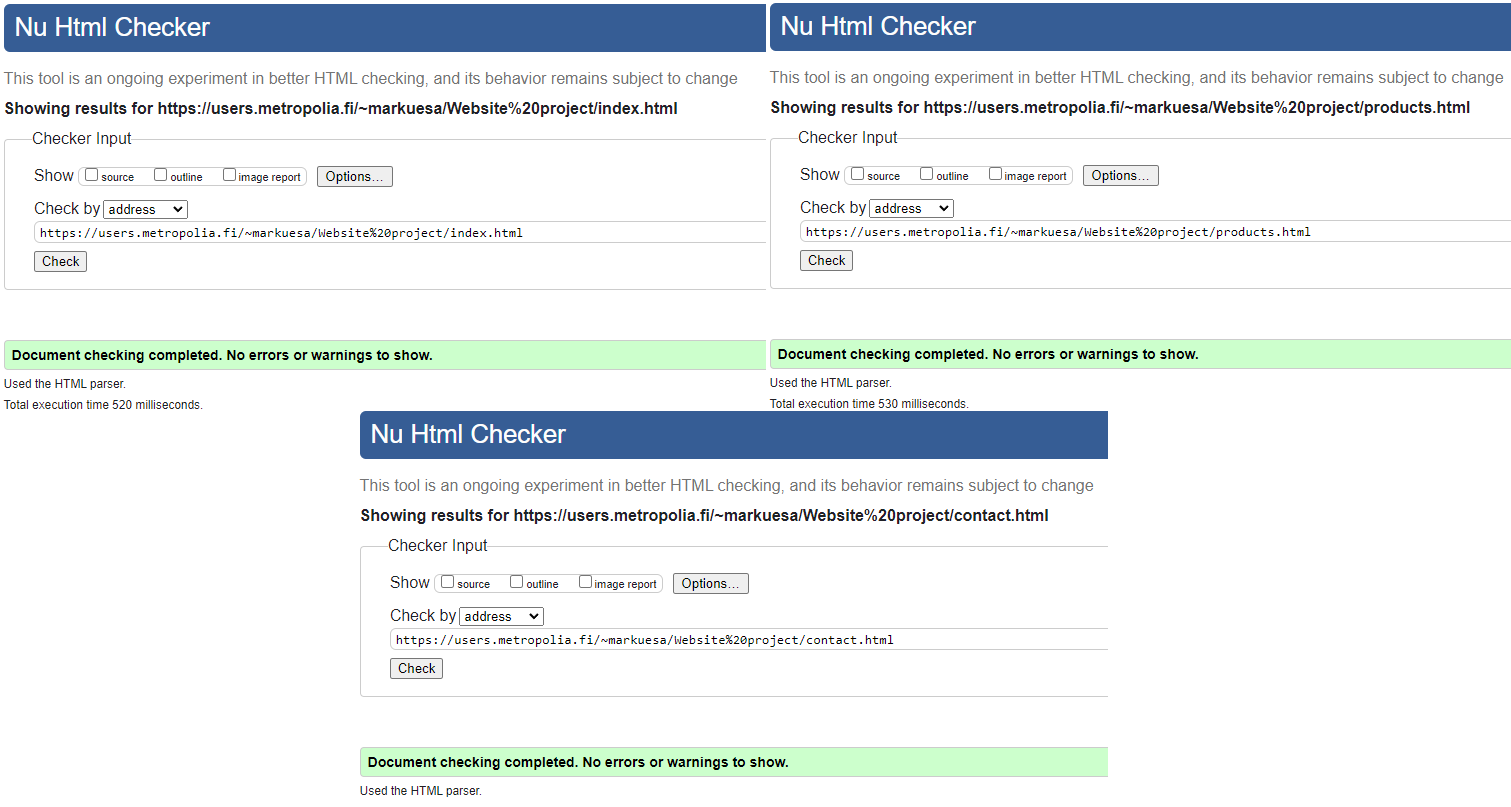 Nu Html Checker
This tool is an ongoing experiment in better HTML checking, and its behavior remains subject to change
Showing results for https://users.metropolia.fi/~markuesa/Website%20project/index.html
Checker Input
Show source outline image report Options...
Check by address
https://users.metropolia.fi/~markuesa/Website%20project/index.html
Check
Document checking completed. No errors or warnings to show.
Used the HTML parser.
Total execution time 520 milliseconds.
Nu Html Checker
This tool is an ongoing experiment in better HTML checking, and its behavior remains subject to change
Showing results for https://users.metropolia.fi/~markuesa/Website%20project/products.html
Checker Input
Show source outline image report Options...
Check by address
https://users.metropolia.fi/~markuesa/Website%20project/products.html
Check
Document checking completed. No errors or warnings to show.
Used the HTML parser.
Total execution time 530 milliseconds.
Nu Html Checker
This tool is an ongoing experiment in better HTML checking, and its behavior remains subject to change
Showing results for https://users.metropolia.fi/~markuesa/Website%20project/contact.html
Checker Input
Show source outline image report Options...
Check by address
https://users.metropolia.fi/~markuesa/Website%20project/contact.html
Check
Document checking completed. No errors or warnings to show.
Used the HTML parser.